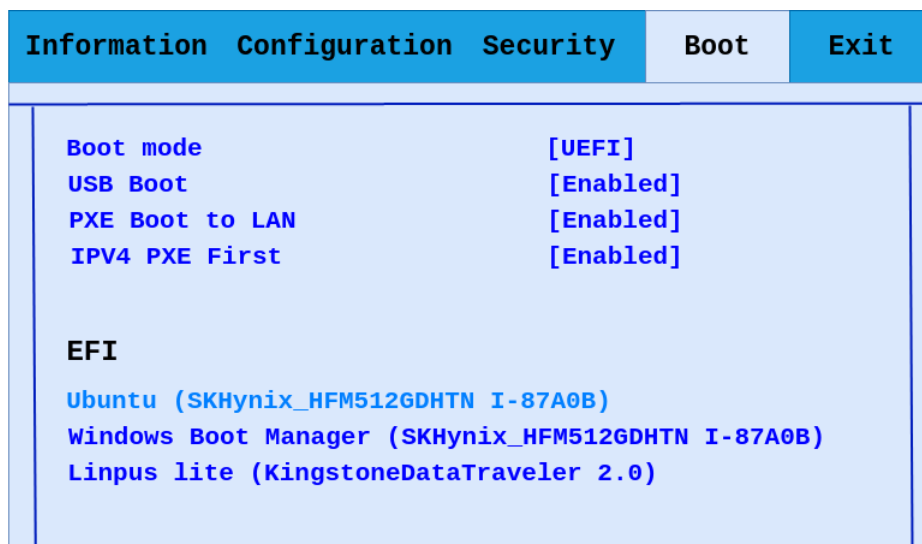 Information Configuration Security Boot Exit
Boot mode [UEFI]
USB Boot [Enabled]
PXE Boot to LAN [Enabled]
IPV4 PXE First [Enabled]
EFI
Ubuntu (SKHynix_HFM512GDHTN I-87A0B)
Windows Boot Manager (SKHynix_HFM512GDHTN I-87A0B)
Linpus lite (KingstoneDataTraveler 2.0)